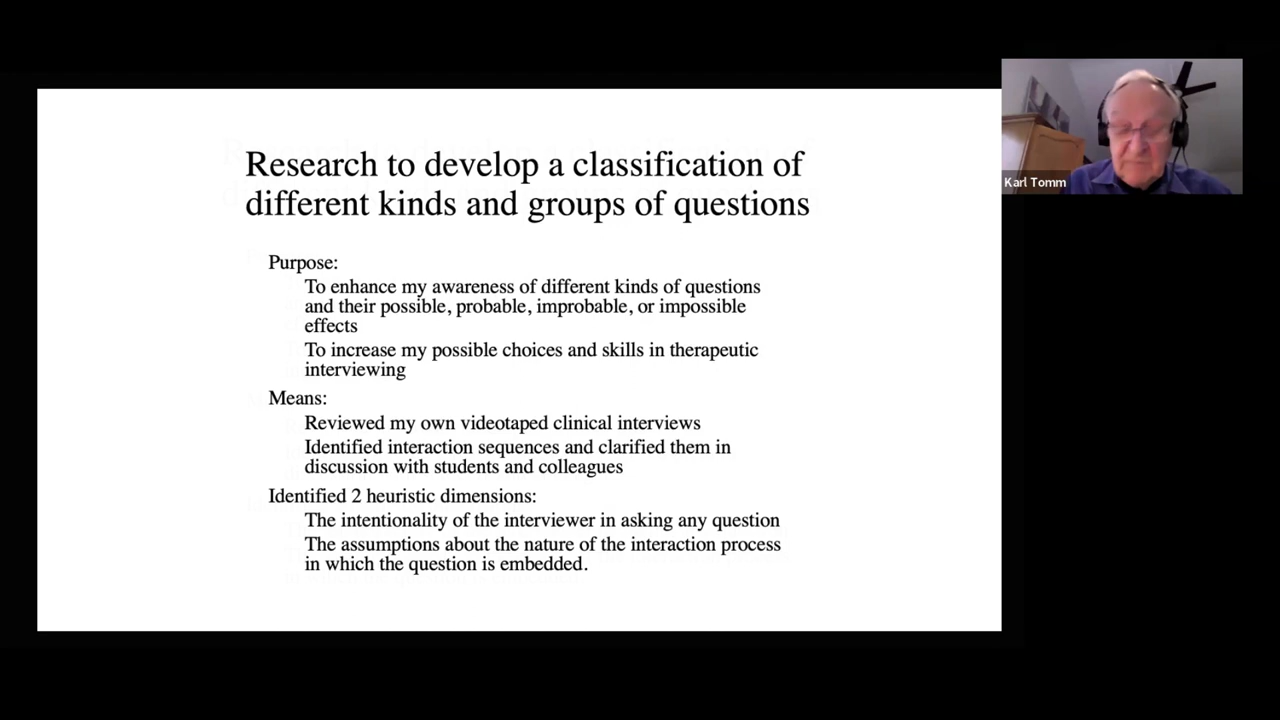 Research to develop a classification of
different kinds and groups of questions
Purpose:
To enhance my awareness of different kinds of questions
and their possible, probable, improbable, or impossible
effects
To increase my possible choices and skills in therapeutic
interviewing
Means:
Reviewed my own videotaped clinical interviews
Identified interaction sequences and clarified them in
discussion with students and colleagues
Identified 2 heuristic dimensions:
The intentionality of the interviewer in asking any question
The assumptions about the nature of the interaction process
in which the question is embedded.
Karl Tomm